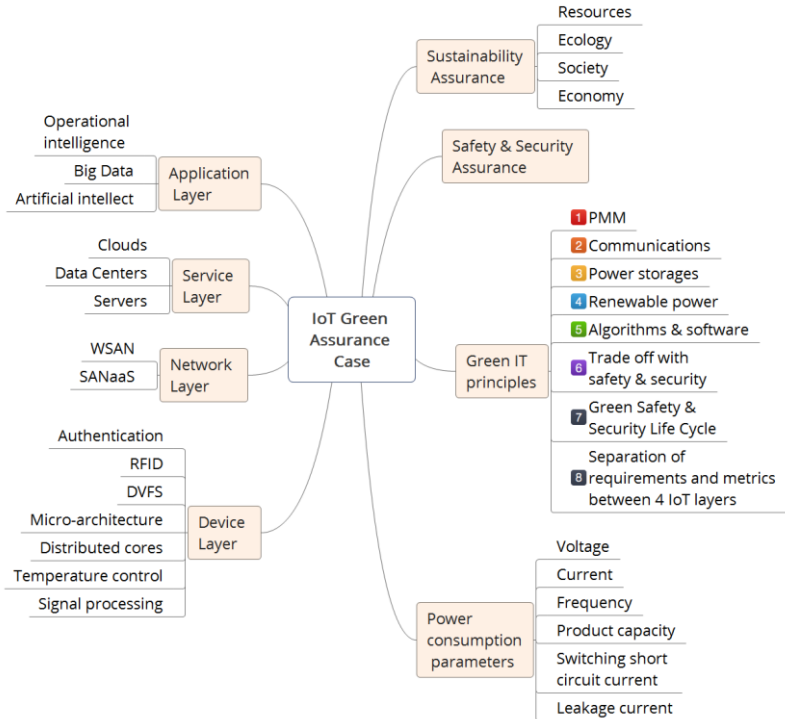 IoT Green
Assurance
Case
Application
Layer
Operational
intelligence
Big Data
Artificial intellect
Service
Layer
Clouds
Data Centers
Servers
Network
Layer
WSAN
SANaaS
Device
Layer
Authentication
RFID
DVFS
Micro-architecture
Distributed cores
Temperature control
Signal processing
Sustainability
Assurance
Resources
Ecology
Society
Economy
Safety & Security
Assurance
Green IT
principles
1 PMM
2 Communications
3 Power storages
4 Renewable power
5 Algorithms & software
6 Trade off with
safety & security
7 Green Safety &
Security Life Cycle
8 Separation of
requirements and metrics
between 4 IoT layers
Power
consumption
parameters
Voltage
Current
Frequency
Product capacity
Switching short
circuit current
Leakage current